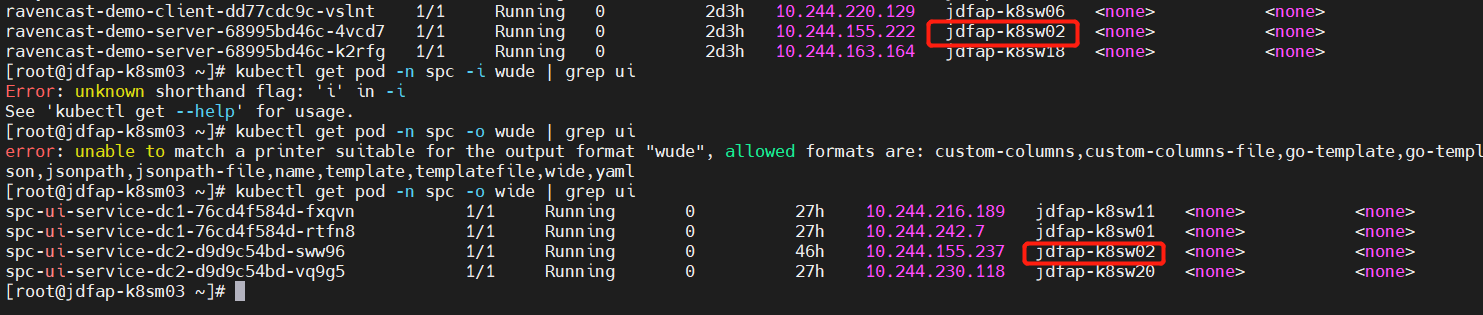 ravencast-demo-client-dd77cdc9c-vslnt 1/1 Running 0 2d3h 10.244.220.129 jdfap-k8sw06 <none> <none>
ravencast-demo-server-68995bd46c-4vcd7 1/1 Running 0 2d3h 10.244.155.222 jdfap-k8sw02 <none> <none>
ravencast-demo-server-68995bd46c-k2rfg 1/1 Running 0 2d3h 10.244.163.164 jdfap-k8sw18 <none> <none>
[root@jdfap-k8sm03 ~]# kubectl get pod -n spc -i wude | grep ui
Error: unknown shorthand flag: 'i' in -i
See 'kubectl get --help' for usage.
[root@jdfap-k8sm03 ~]# kubectl get pod -n spc -o wude | grep ui
error: unable to match a printer suitable for the output format "wude", allowed formats are: custom-columns,custom-columns-file,go-template,go-templ
son,jsonpath,jsonpath-file,name,template,templatefile,wide,yaml
[root@jdfap-k8sm03 ~]# kubectl get pod -n spc -o wide | grep ui
spc-ui-service-dc1-76cd4f584d-fxqvn 1/1 Running 0 27h 10.244.216.189 jdfap-k8sw11 <none> <none>
spc-ui-service-dc1-76cd4f584d-rtfn8 1/1 Running 0 27h 10.244.242.7 jdfap-k8sw01 <none> <none>
spc-ui-service-dc2-d9d9c54bd-sww96 1/1 Running 0 46h 10.244.155.237 jdfap-k8sw02 <none> <none>
spc-ui-service-dc2-d9d9c54bd-vq9g5 1/1 Running 0 27h 10.244.230.118 jdfap-k8sw20 <none> <none>
[root@jdfap-k8sm03 ~]#